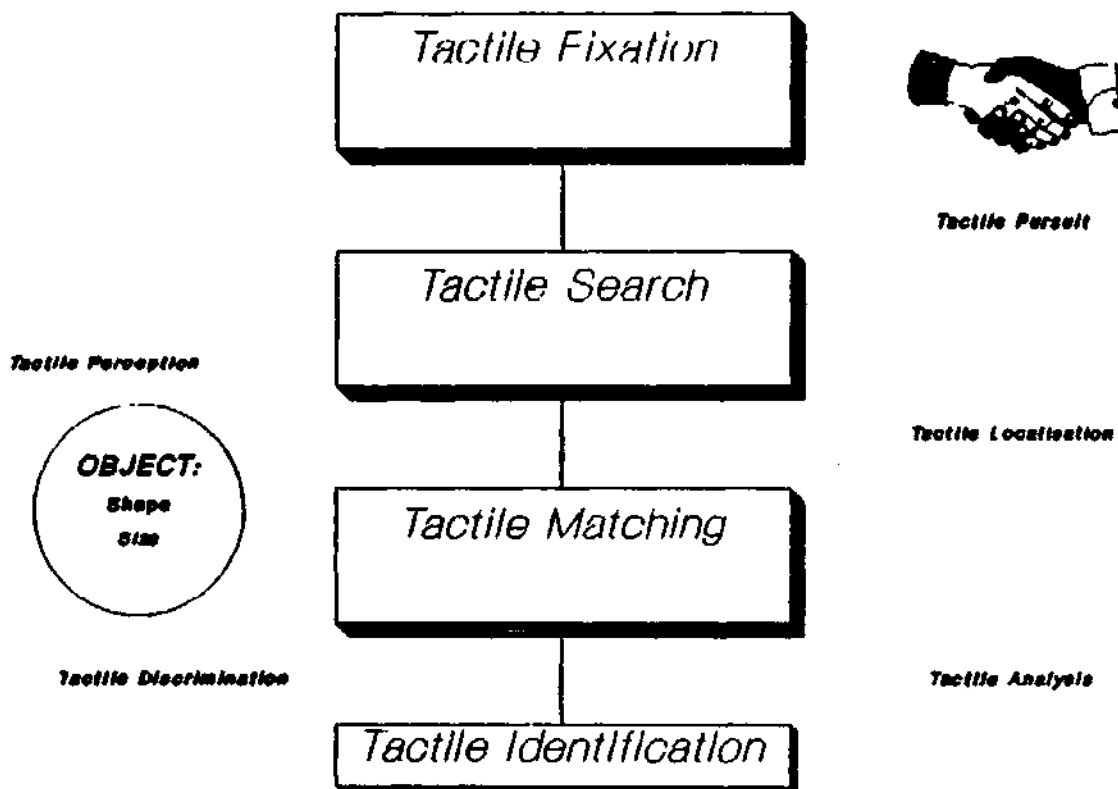 Tactile Fixation
Tactile Pursuit
Tactile Search
Tactile Perception
Tactile Localisation
OBJECT:
Shape
Size
Tactile Matching
Tactile Discrimination
Tactile Analysis
Tactile Identification